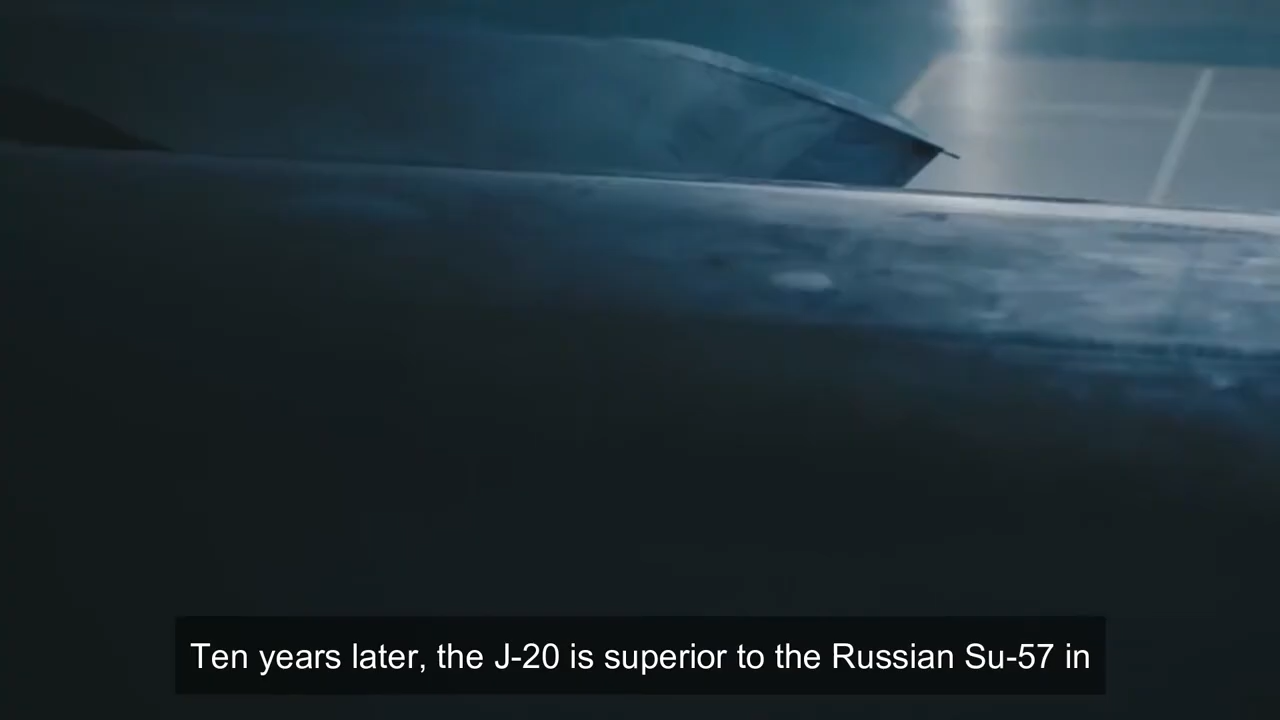 Ten years later, the J-20 is superior to the Russian Su-57 in